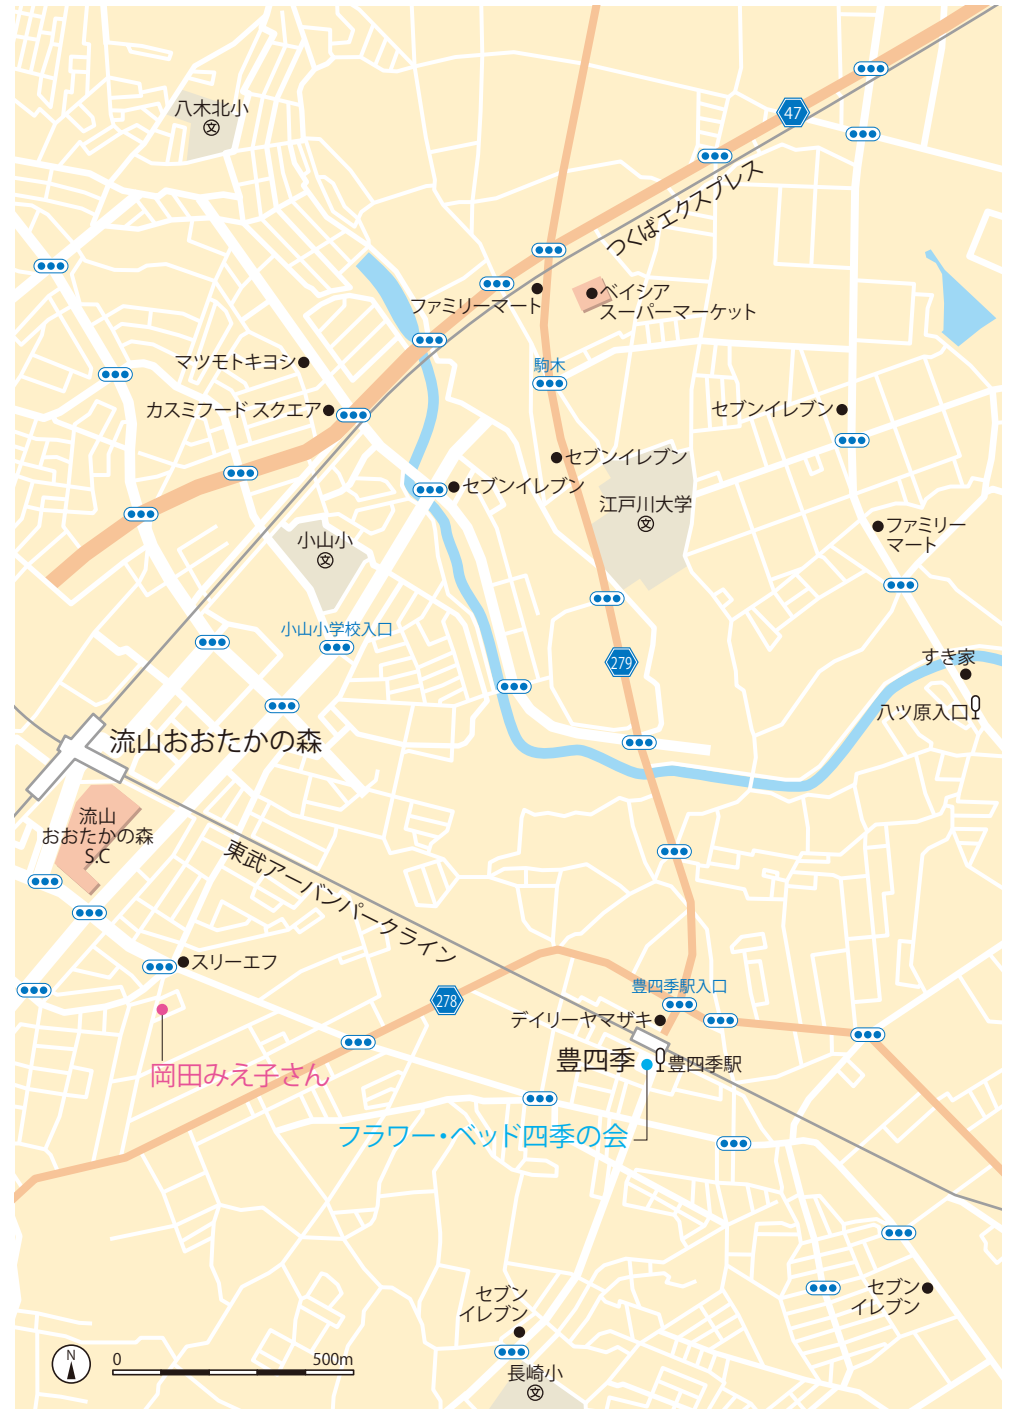 八木北小
文
47
つくばエクスプレス
ファミリーマート
ベイシア
スーパーマーケット
マツモトキヨシ
駒木
カスミフード スクエア
セブンイレブン
セブンイレブン
セブンイレブン
江戸川大学
文
ファミリー
マート
小山小
文
小山小学校入口
279
すき家
八ツ原入口
流山おおたかの森
流山
おおたかの森
S.C
東武アーバンパークライン
スリーエフ
278
豊四季駅入口
デイリーヤマザキ
豊四季
豊四季駅
岡田みえ子さん
フラワー・ベッド四季の会
セブン
イレブン
セブン
イレブン
長崎小
文
N
0
500m